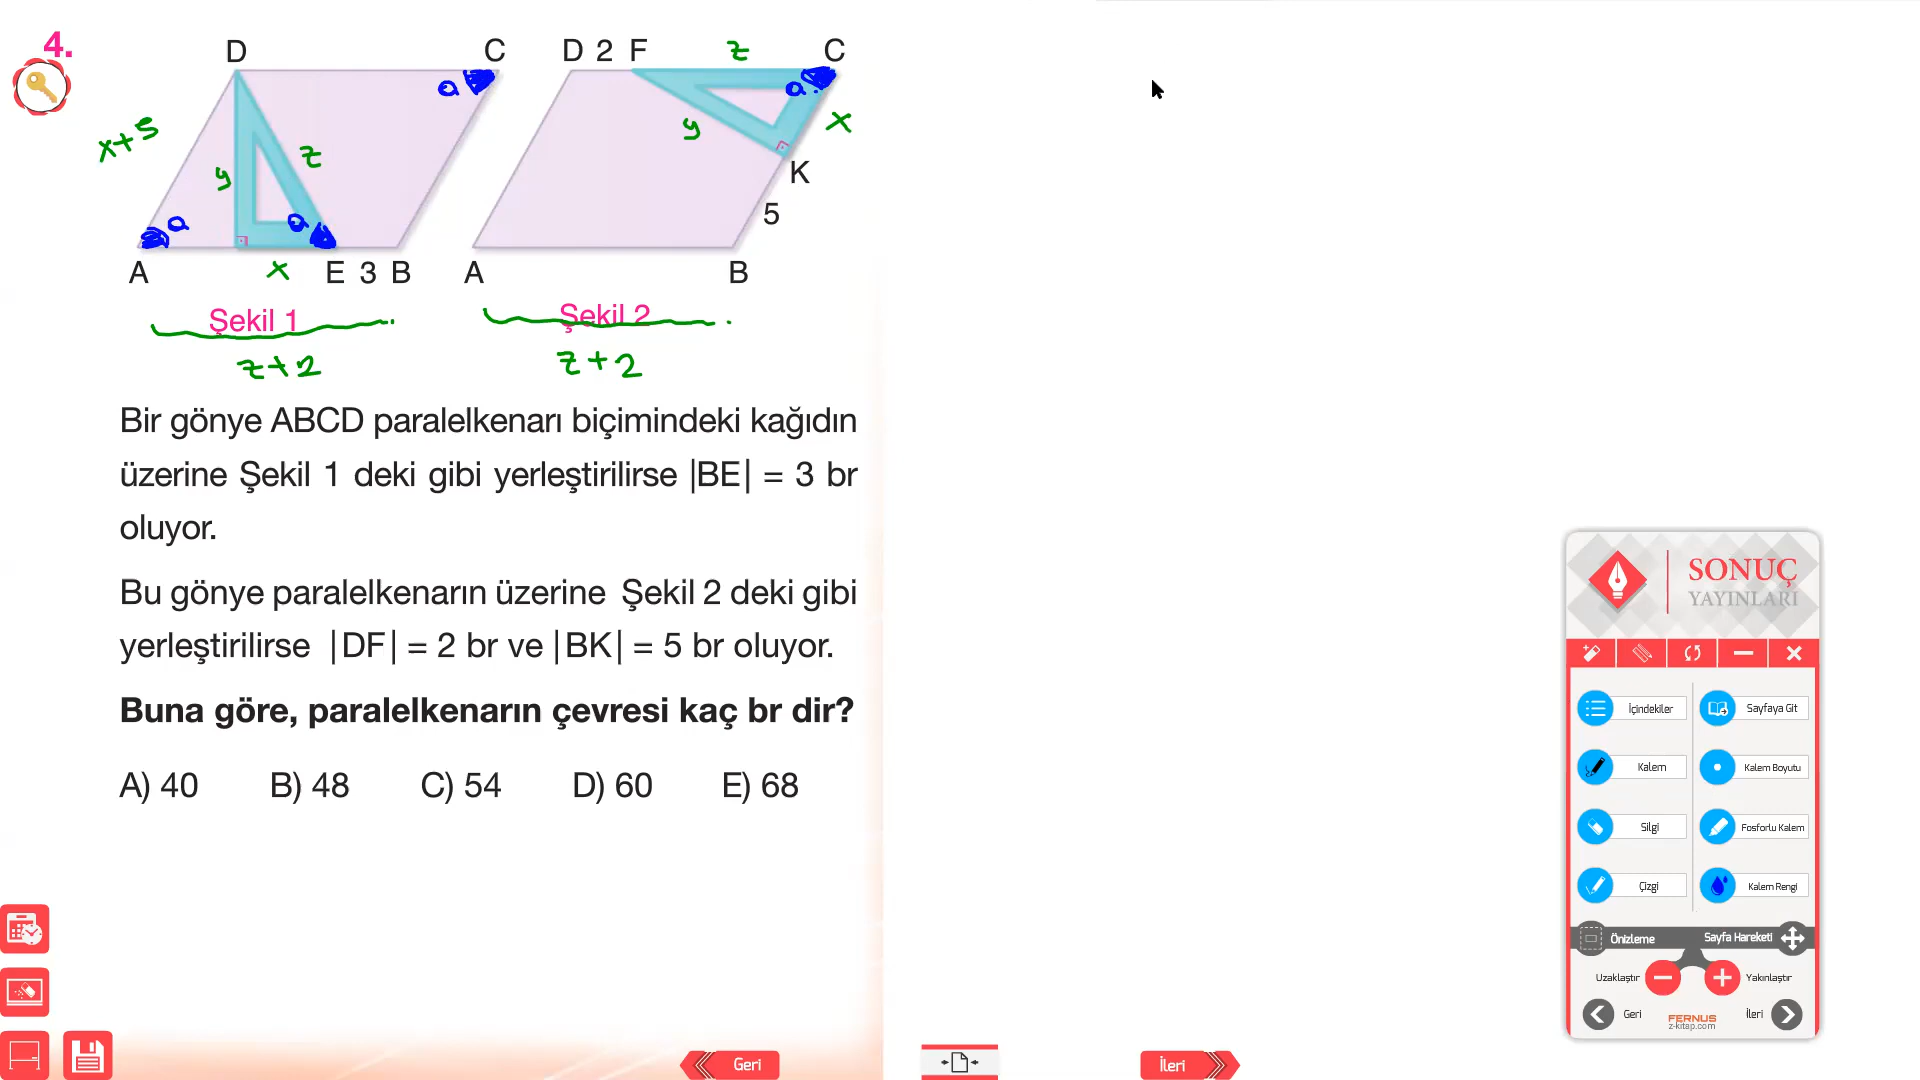 4.
D C D 2 F z C
a a
x+5 y z y x
K
5
a a
A x E 3 B A B
Şekil 1 Şekil 2
z+2 z+2
Bir gönye ABCD paralelkenarı biçimindeki kağıdın
üzerine Şekil 1 deki gibi yerleştirilirse |BE| = 3 br
oluyor.
Bu gönye paralelkenarın üzerine Şekil 2 deki gibi
yerleştirilirse |DF| = 2 br ve |BK| = 5 br oluyor.
Buna göre, paralelkenarın çevresi kaç br dir?
A) 40 B) 48 C) 54 D) 60 E) 68
SONUÇ
YAYINLARI
İçindekiler Sayfaya Git
Kalem Kalem Boyutu
Silgi Fosforlu Kalem
Çizgi Kalem Rengi
Önizleme Sayfa Hareketi
Uzaklaştır Yakınlaştır
Geri FERNUS İleri
z-kitap.com
Geri İleri